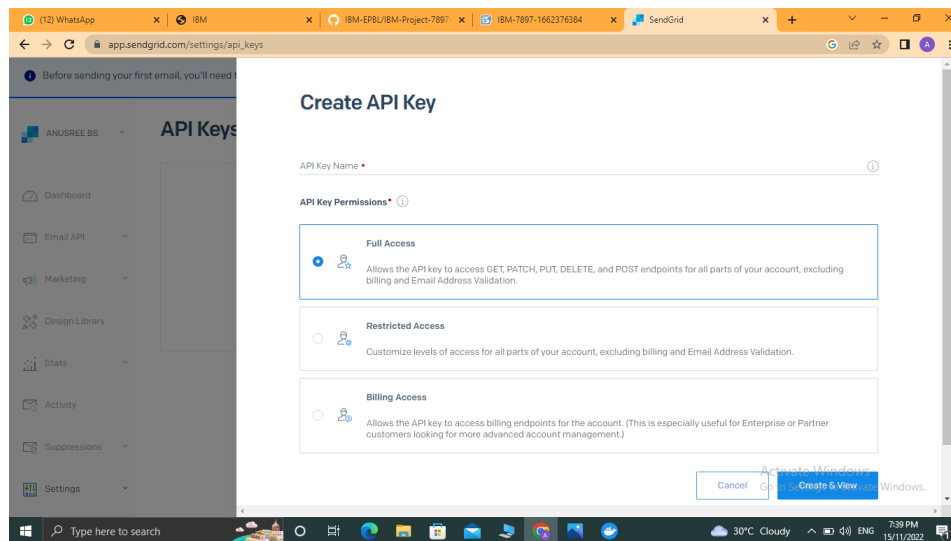 (12) WhatsApp
IBM
IBM-EPBL/IBM-Project-7897-
IBM-7897-1662376384
SendGrid
app.sendgrid.com/settings/api_keys
Before sending your first email, you'll need
Create API Key
ANUSREE BS
API Keys
API Key Name •
API Key Permissions*
Dashboard
Full Access
Email API
Allows the API key to access GET, PATCH, PUT, DELETE, and POST endpoints for all parts of your account, excluding
billing and Email Address Validation.
Marketing
Design Library
Restricted Access
Customize levels of access for all parts of your account, excluding billing and Email Address Validation.
Stats
Activity
Billing Access
Allows the API key to access billing endpoints for the account. (This is especially useful for Enterprise or Partner
customers looking for more advanced account management.)
Suppressions
Activate Windows
Settings
Cancel
Create & View
Go to Settings to activate Windows.
Type here to search
30°C Cloudy
ENG
7:39 PM
15/11/2022